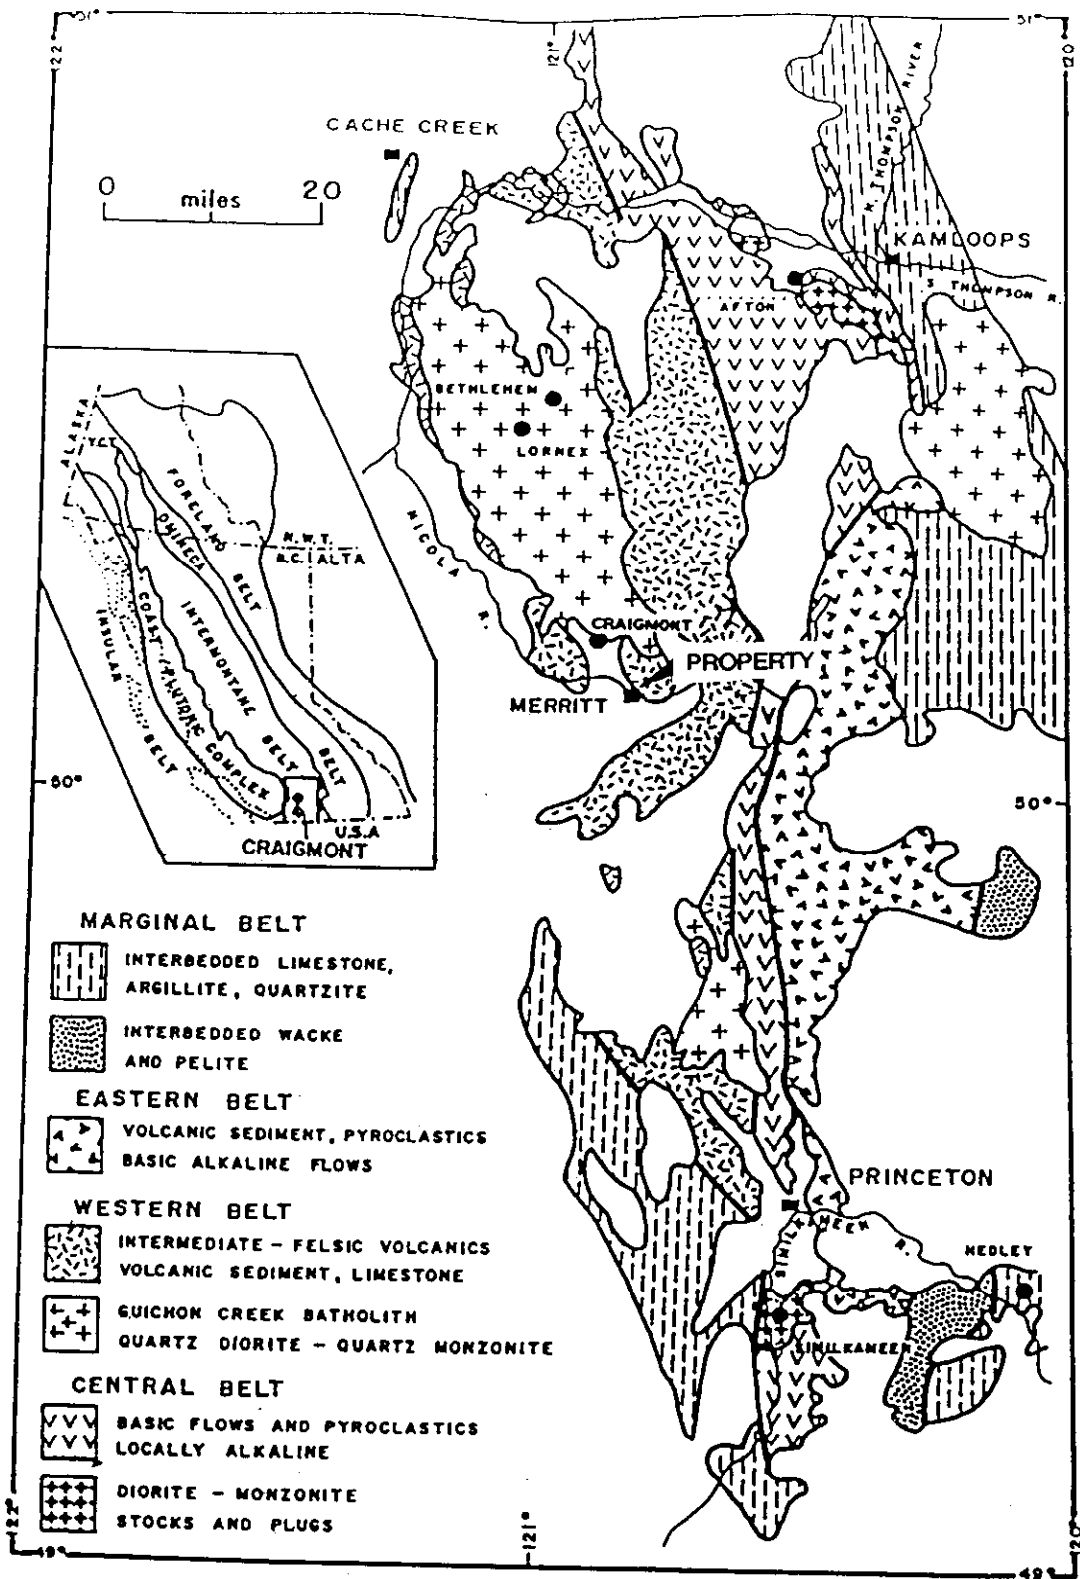 51°
51°
122°
121°
120°
CACHE CREEK
0 miles 20
N. THOMPSON RIVER
KAMLOOPS
S. THOMPSON R.
AFTON
BETHLEHEM
LORNEX
NICOLA R.
CRAIGMONT
PROPERTY
MERRITT
ALASKA
Y.C.T.
FORELAND BELT
OMINECA BELT
N.W.T.
B.C. ALTA
INTERMONTANE BELT
COAST PLUTONIC COMPLEX
INSULAR BELT
U.S.A
CRAIGMONT
50°
50°
MARGINAL BELT
INTERBEDDED LIMESTONE,
ARGILLITE, QUARTZITE
INTERBEDDED WACKE
AND PELITE
EASTERN BELT
VOLCANIC SEDIMENT, PYROCLASTICS
BASIC ALKALINE FLOWS
WESTERN BELT
INTERMEDIATE - FELSIC VOLCANICS
VOLCANIC SEDIMENT, LIMESTONE
GUICHON CREEK BATHOLITH
QUARTZ DIORITE - QUARTZ MONZONITE
CENTRAL BELT
BASIC FLOWS AND PYROCLASTICS
LOCALLY ALKALINE
DIORITE - MONZONITE
STOCKS AND PLUGS
PRINCETON
SIMILKAMEEN R.
HEDLEY
SIMILKAMEEN
122°
121°
120°
49°
49°